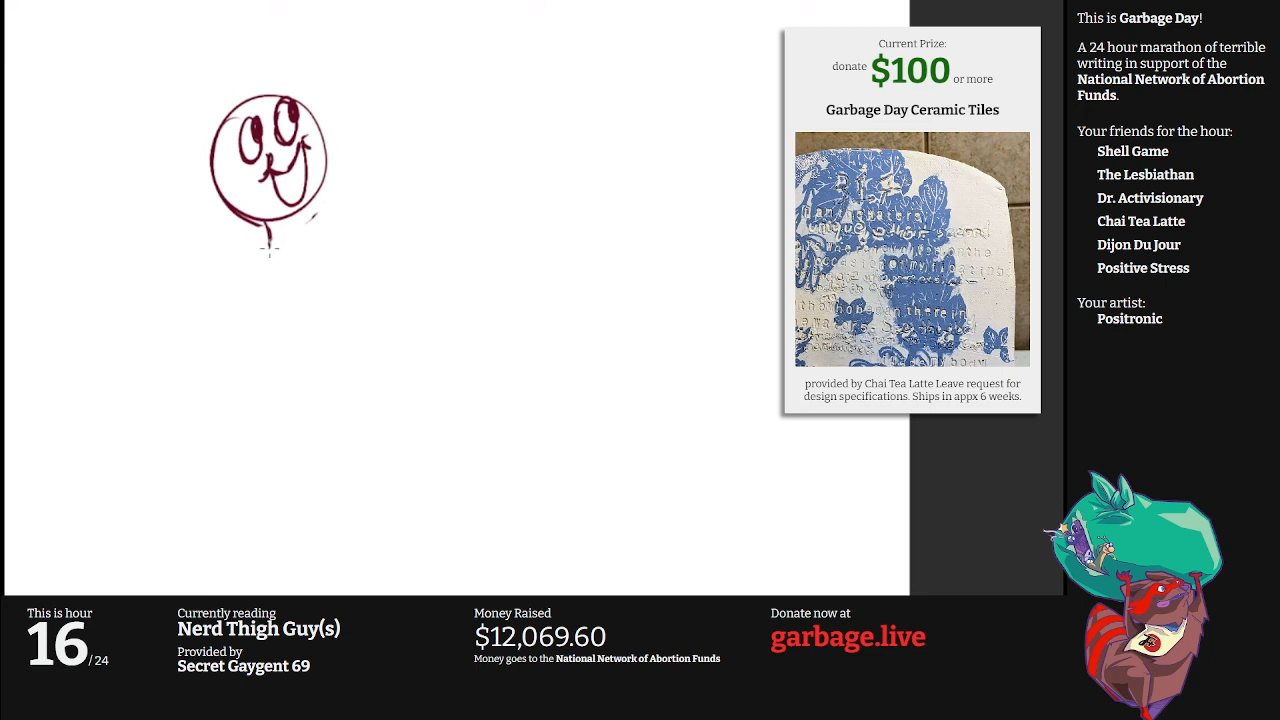 Current Prize:
donate $100 or more
Garbage Day Ceramic Tiles
provided by Chai Tea Latte Leave request for
design specifications. Ships in appx 6 weeks.
This is Garbage Day!
A 24 hour marathon of terrible
writing in support of the
National Network of Abortion
Funds.
Your friends for the hour:
Shell Game
The Lesbiathan
Dr. Activisionary
Chai Tea Latte
Dijon Du Jour
Positive Stress
Your artist:
Positronic
This is hour
16 / 24
Currently reading
Nerd Thigh Guy(s)
Provided by
Secret Gaygent 69
Money Raised
$12,069.60
Money goes to the National Network of Abortion Funds
Donate now at
garbage.live